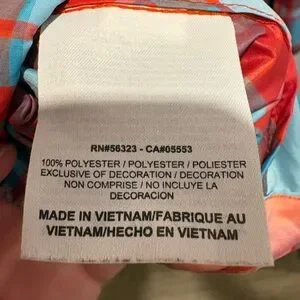 RN#56323 - CA#05553
100% POLYESTER / POLYESTER / POLIESTER
EXCLUSIVE OF DECORATION / DECORATION
NON COMPRISE / NO INCLUYE LA
DECORACION
MADE IN VIETNAM/FABRIQUE AU
VIETNAM/HECHO EN VIETNAM